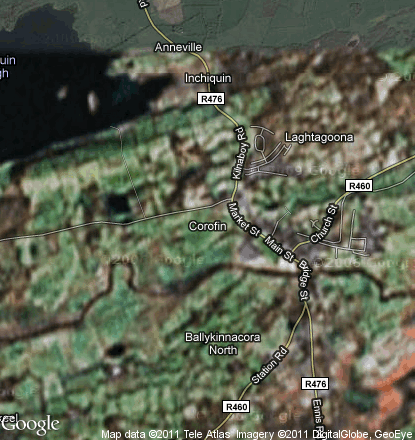 Anneville
Inchiquin
R476
Kilnaboy Rd
Laghtagoona
R460
Market St
Church St
Corofin
Main St
Bridge St
Ballykinnacora
North
Station Rd
R476
R460
Ennis Rd
Google
Map data ©2011 Tele Atlas Imagery ©2011 DigitalGlobe, GeoEye